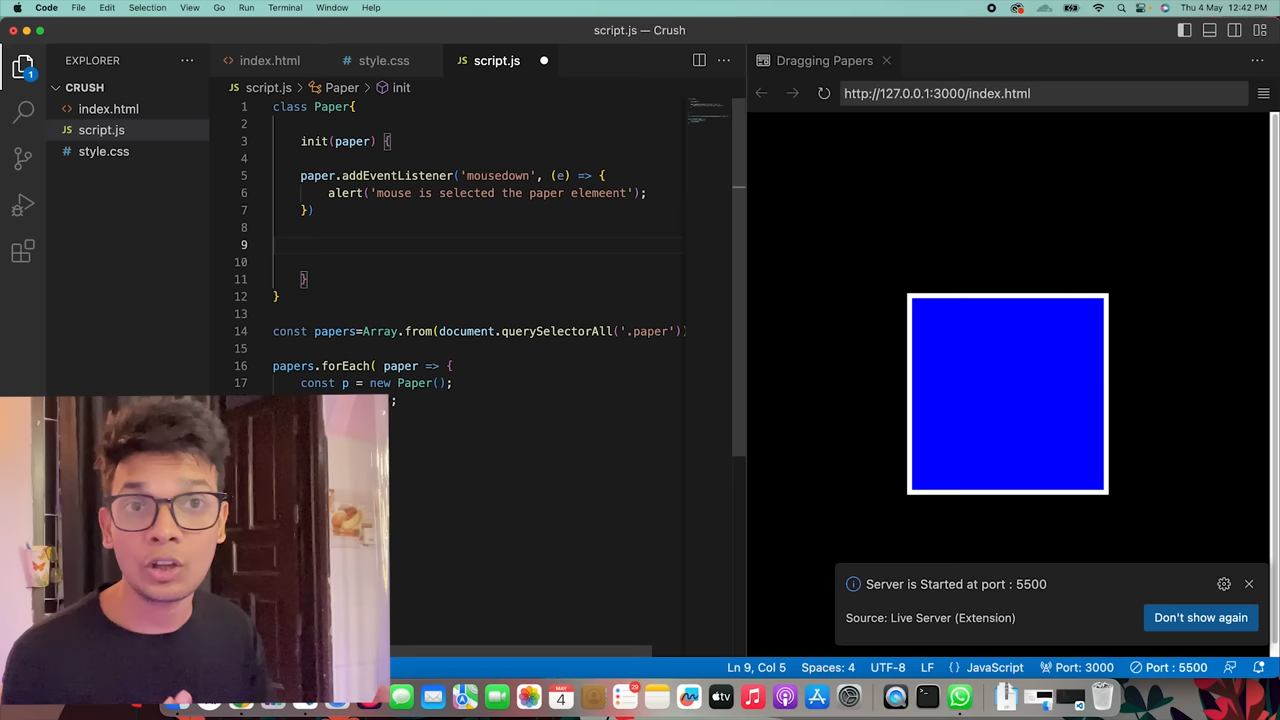 Code File Edit Selection View Go Run Terminal Window Help
Thu 4 May 12:42 PM
script.js — Crush
EXPLORER
CRUSH
index.html
script.js
style.css
1
index.html style.css script.js
script.js > Paper > init
1 class Paper{
2
3 init(paper) {
4
5 paper.addEventListener('mousedown', (e) => {
6 alert('mouse is selected the paper elemeent');
7 })
8
9
10
11 }
12 }
13
14 const papers=Array.from(document.querySelectorAll('.paper'))
15
16 papers.forEach( paper => {
17 const p = new Paper();
;
Dragging Papers
http://127.0.0.1:3000/index.html
Server is Started at port : 5500
Source: Live Server (Extension)
Don't show again
Ln 9, Col 5 Spaces: 4 UTF-8 LF {} JavaScript Port: 3000 Port : 5500
MAY
4
29
tv